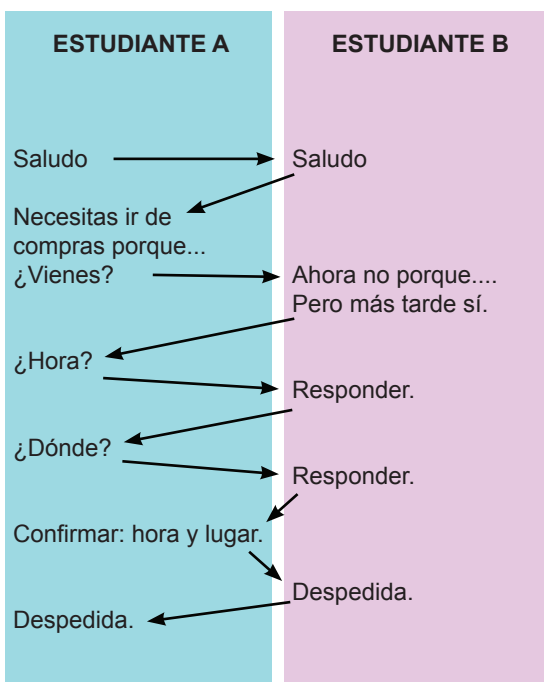 ESTUDIANTE A
ESTUDIANTE B
Saludo
Saludo
Necesitas ir de
compras porque...
¿Vienes?
Ahora no porque....
Pero más tarde sí.
¿Hora?
Responder.
¿Dónde?
Responder.
Confirmar: hora y lugar.
Despedida.
Despedida.